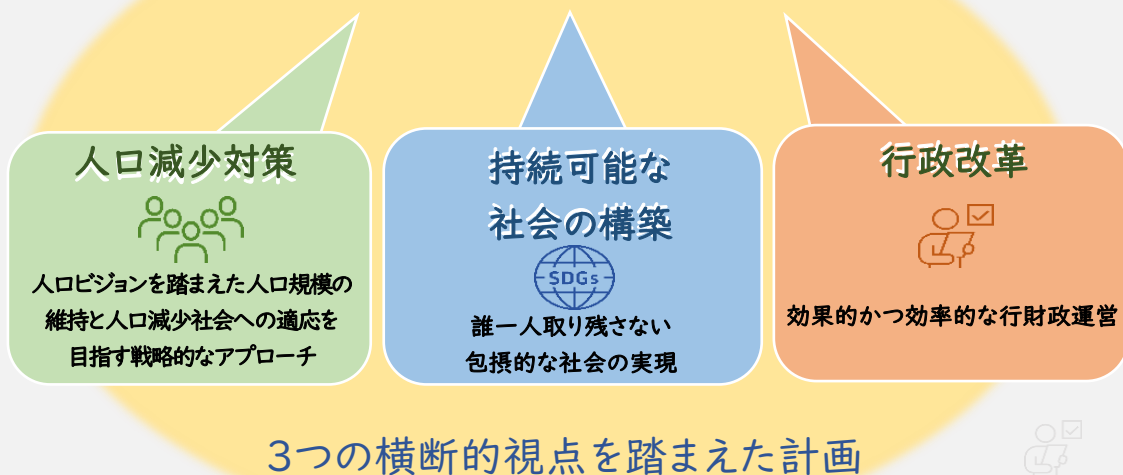 人口減少対策
人口ビジョンを踏まえた人口規模の
維持と人口減少社会への適応を
目指す戦略的なアプローチ
持続可能な
社会の構築
SDGs
誰一人取り残さない
包摂的な社会の実現
行政改革
効果的かつ効率的な行財政運営
3つの横断的視点を踏まえた計画